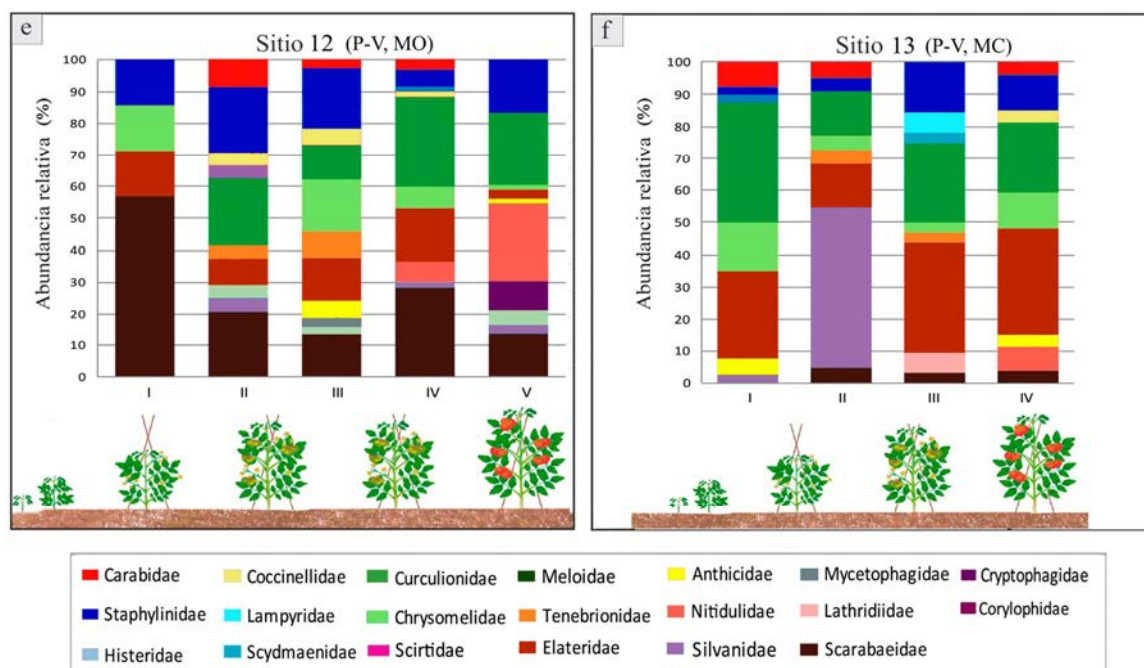 e
Sitio 12 (P-V, MO)
Abundancia relativa (%)
100
90
80
70
60
50
40
30
20
10
0
I II III IV V
f
Sitio 13 (P-V, MC)
Abundancia relativa (%)
100
90
80
70
60
50
40
30
20
10
0
I II III IV
Carabidae Coccinellidae Curculionidae Meloidae Anthicidae Mycetophagidae Cryptophagidae
Staphylinidae Lampyridae Chrysomelidae Tenebrionidae Nitidulidae Lathridiidae Corylophidae
Histeridae Scydmaenidae Scirtidae Elateridae Silvanidae Scarabaeidae